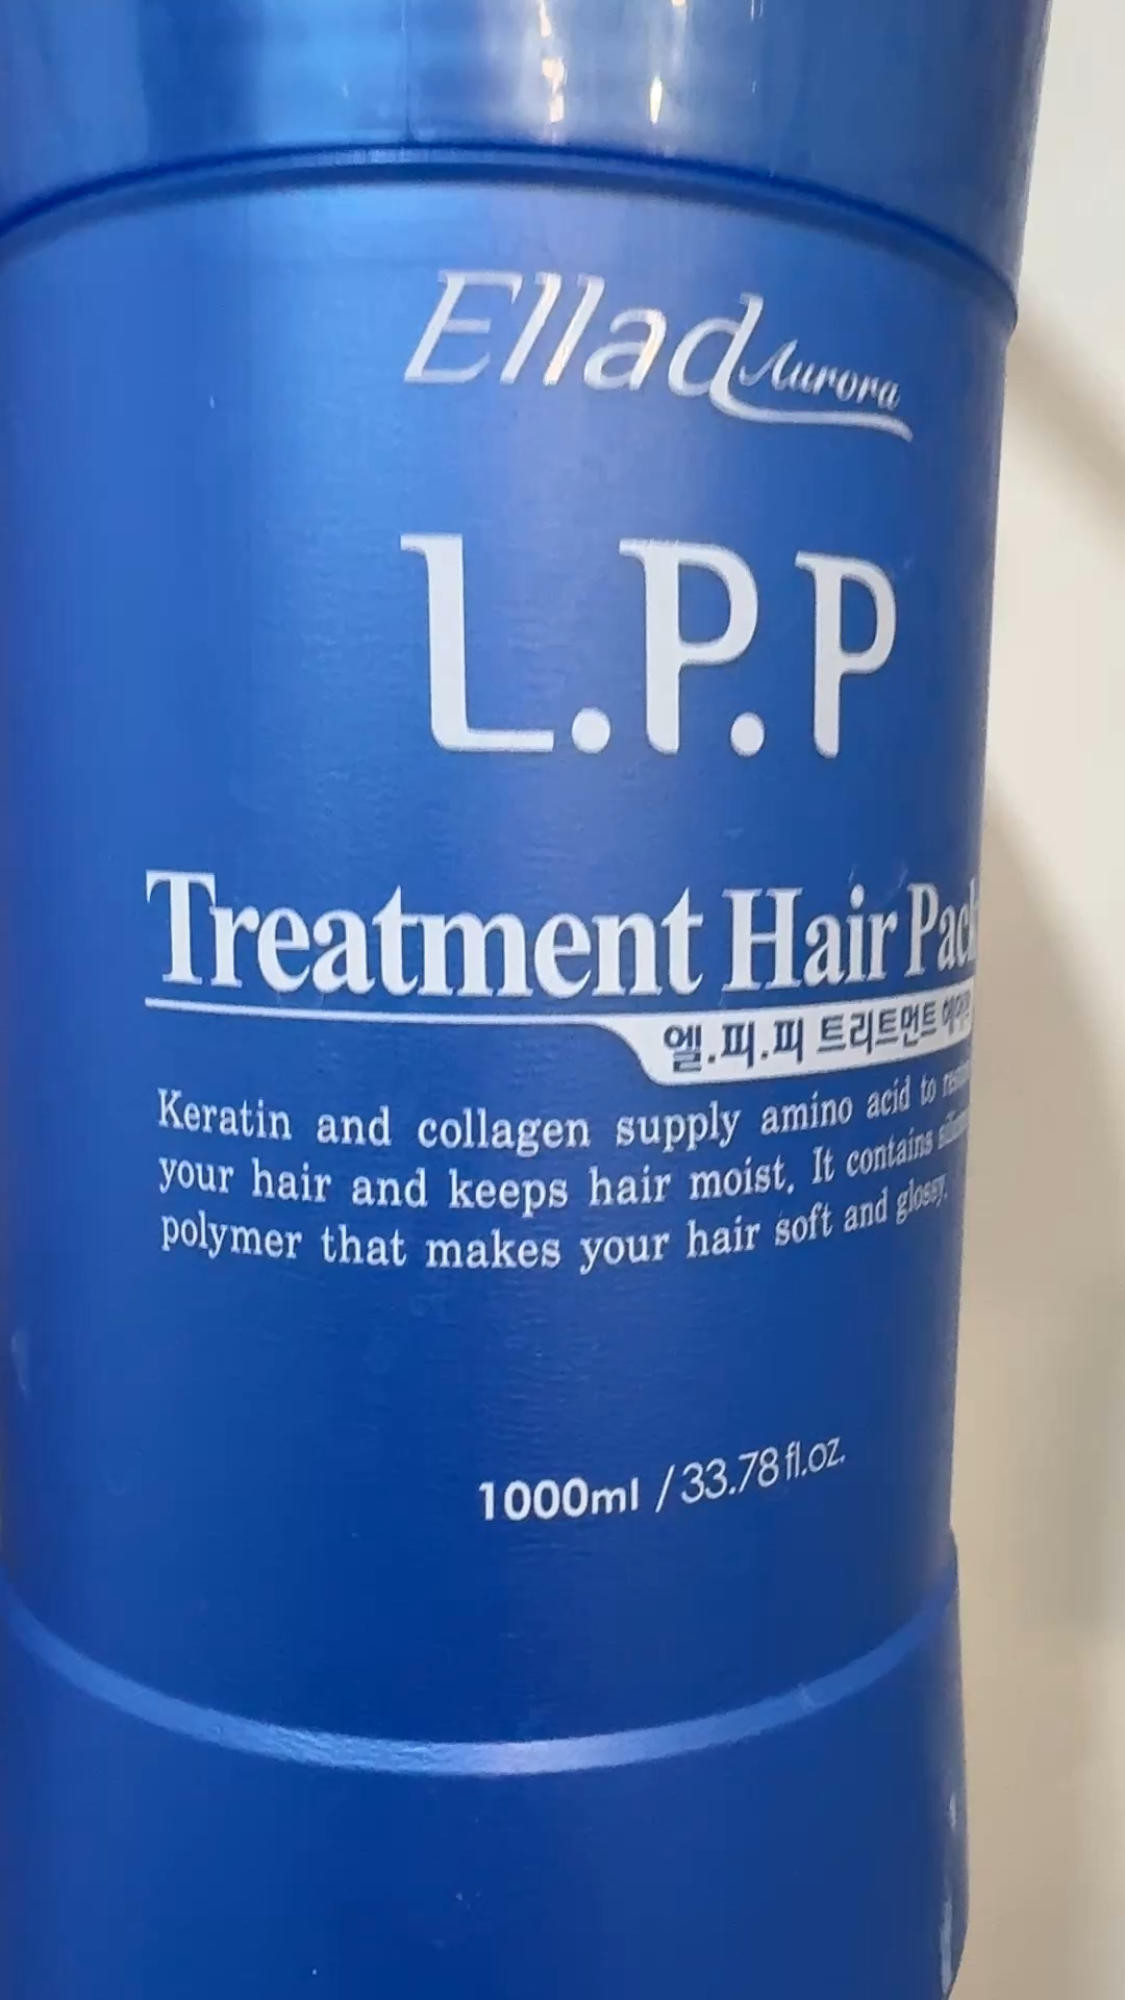 Ellad Aurora
L.P.P
Treatment Hair Pack
엘.피.피 트리트먼트 헤어
Keratin and collagen supply amino acid to
your hair and keeps hair moist. It contains
polymer that makes your hair soft and glossy.
1000ml / 33.78 fl.oz.